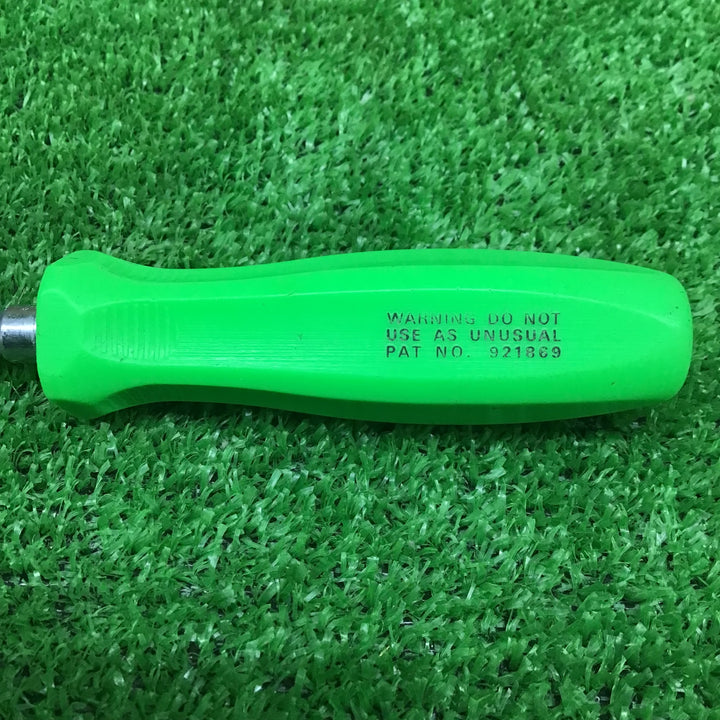 WARNING DO NOT
USE AS UNUSUAL
PAT NO. 921869